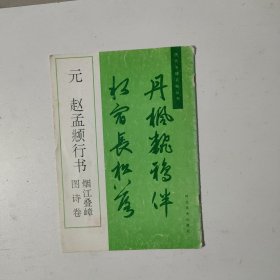 元 赵孟頫行书
烟江叠嶂
图诗卷
丹楓飜鴉伴
水宿長松落